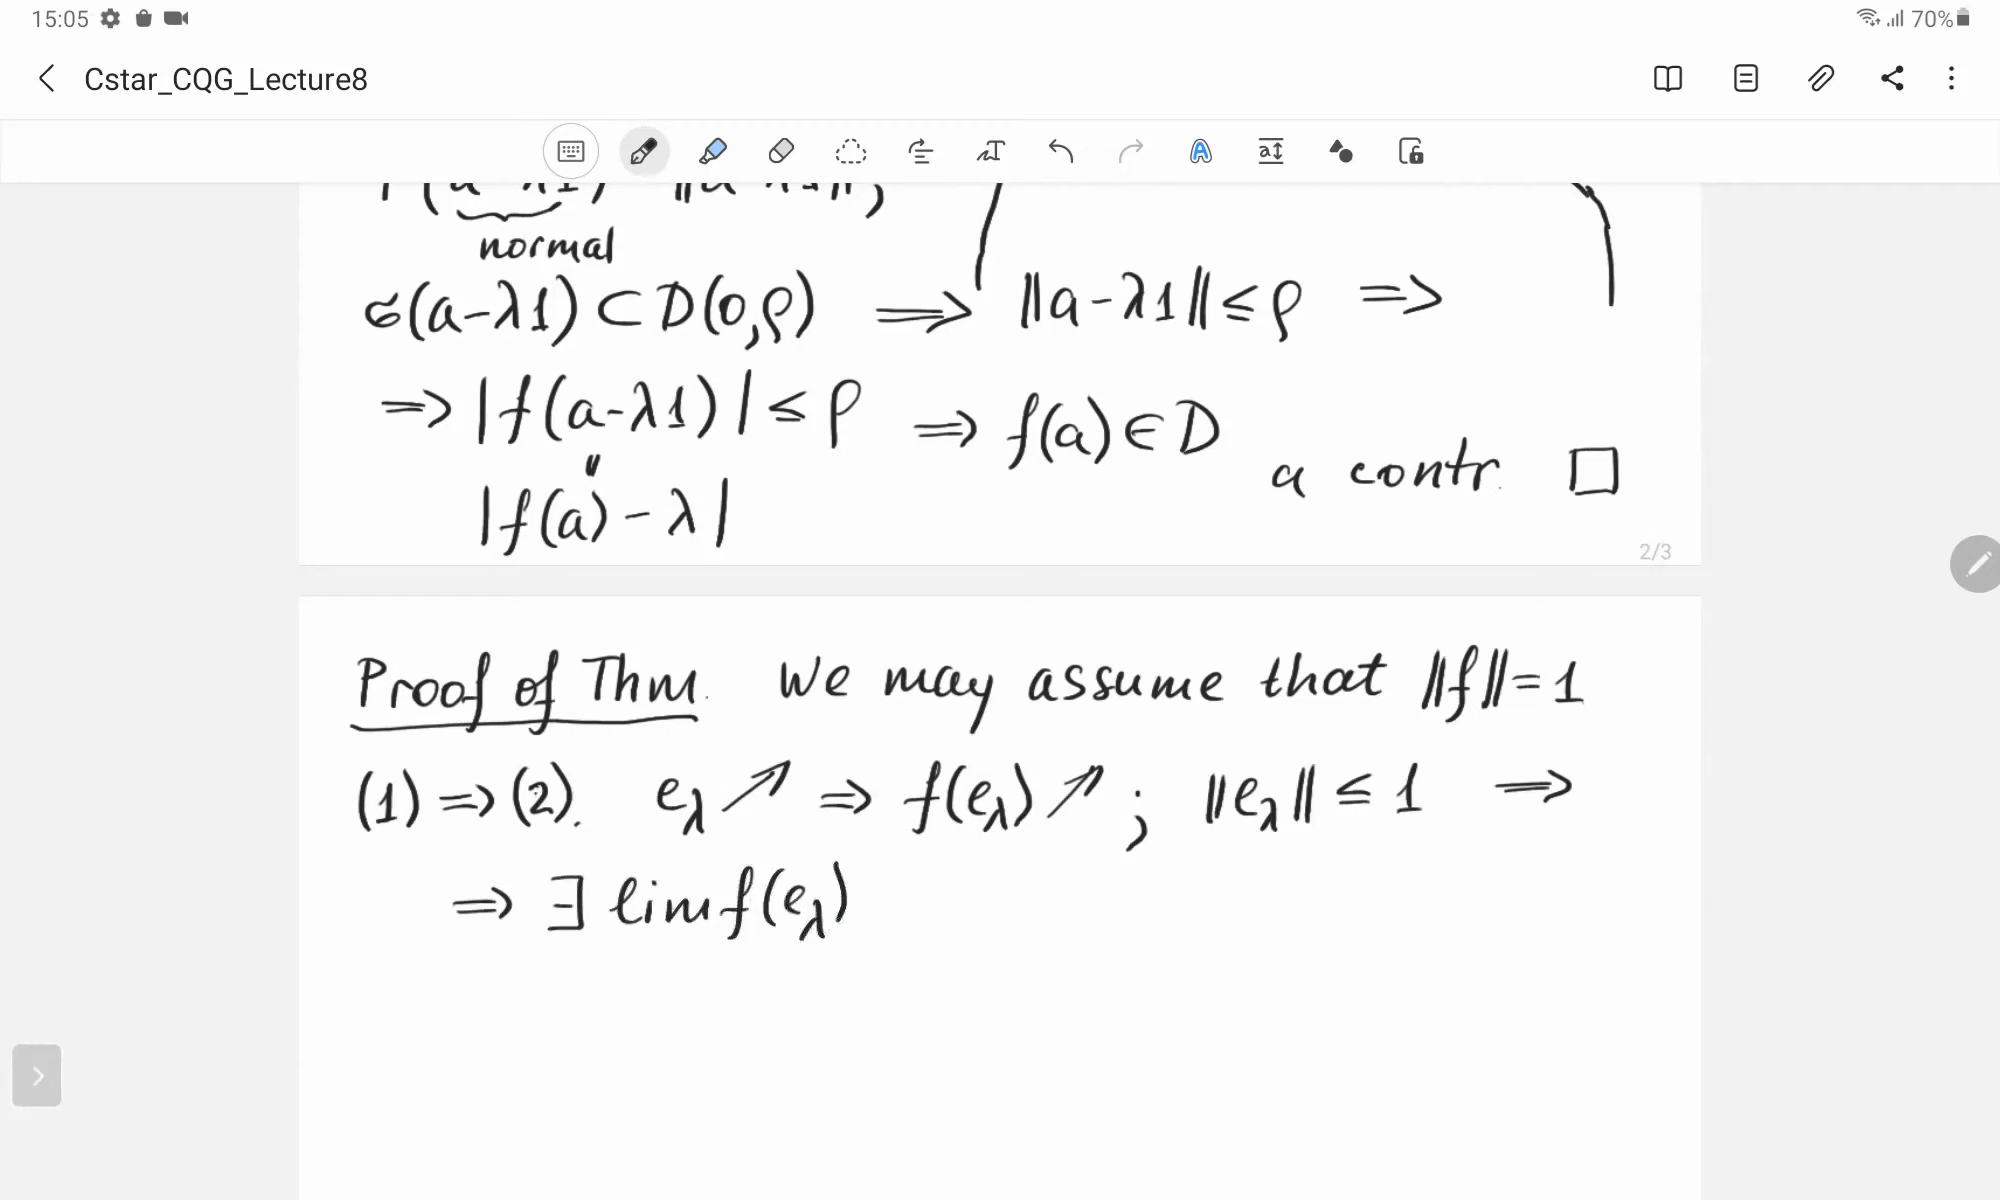 15:05 70%
Cstar_CQG_Lecture8
normal
σ(a-λ1) ⊂ D(0,ρ) ⟹ ‖a-λ1‖ ≤ ρ ⟹
⟹ |f(a-λ1)| ≤ ρ ⟹ f(a) ∈ D
a contr. □
|f(a) - λ|
2/3
Proof of Thm. We may assume that ‖f‖ = 1
(1) ⟹ (2). e_λ ↗ ⟹ f(e_λ) ↗ ; ‖e_λ‖ ≤ 1 ⟹
⟹ ∃ lim f(e_λ)